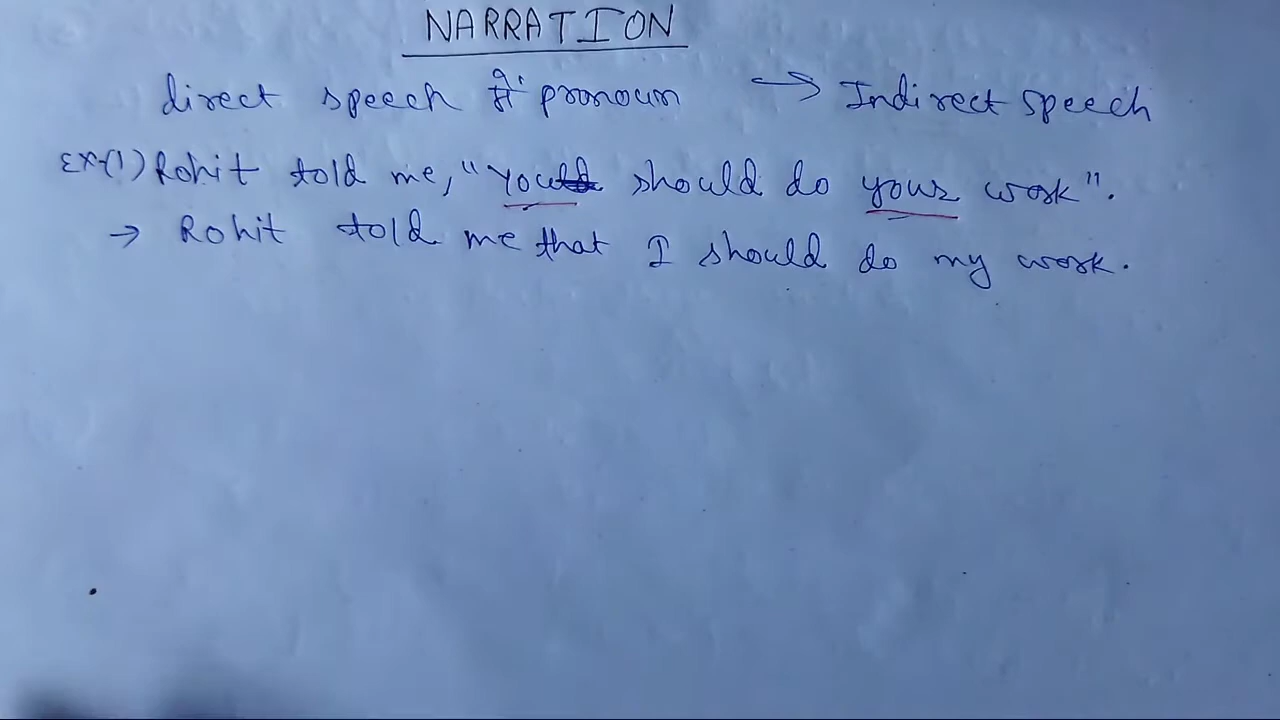 NARRATION
direct speech में pronoun → Indirect speech
Ex-(1) Rohit told me, "You should do your work".
→ Rohit told me that I should do my work.